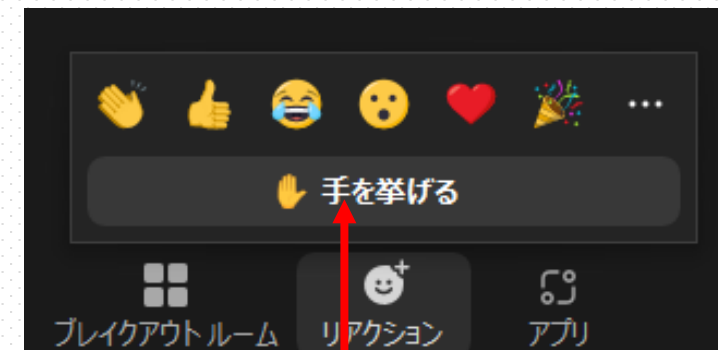 手を挙げる
ブレイクアウト ルーム
リアクション
アプリ